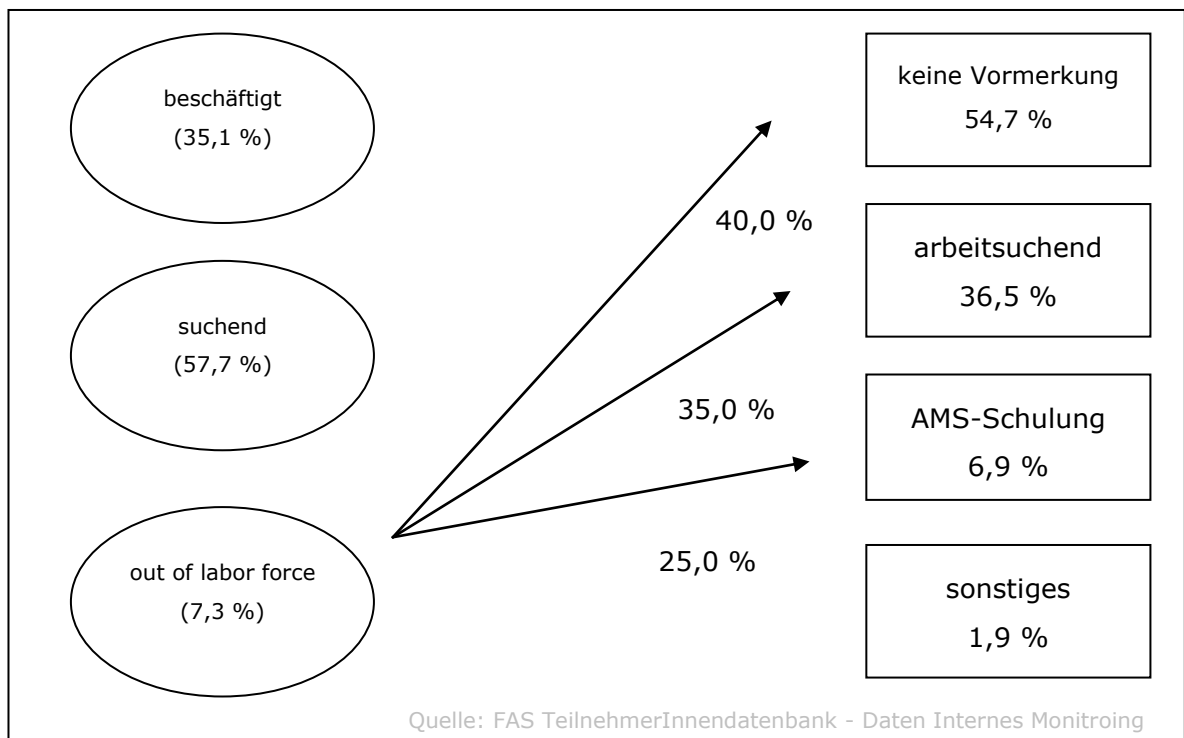 beschäftigt
(35,1 %)
suchend
(57,7 %)
out of labor force
(7,3 %)
40,0 %
35,0 %
25,0 %
keine Vormerkung
54,7 %
arbeitsuchend
36,5 %
AMS-Schulung
6,9 %
sonstiges
1,9 %
Quelle: FAS TeilnehmerInnendatenbank - Daten Internes Monitroing